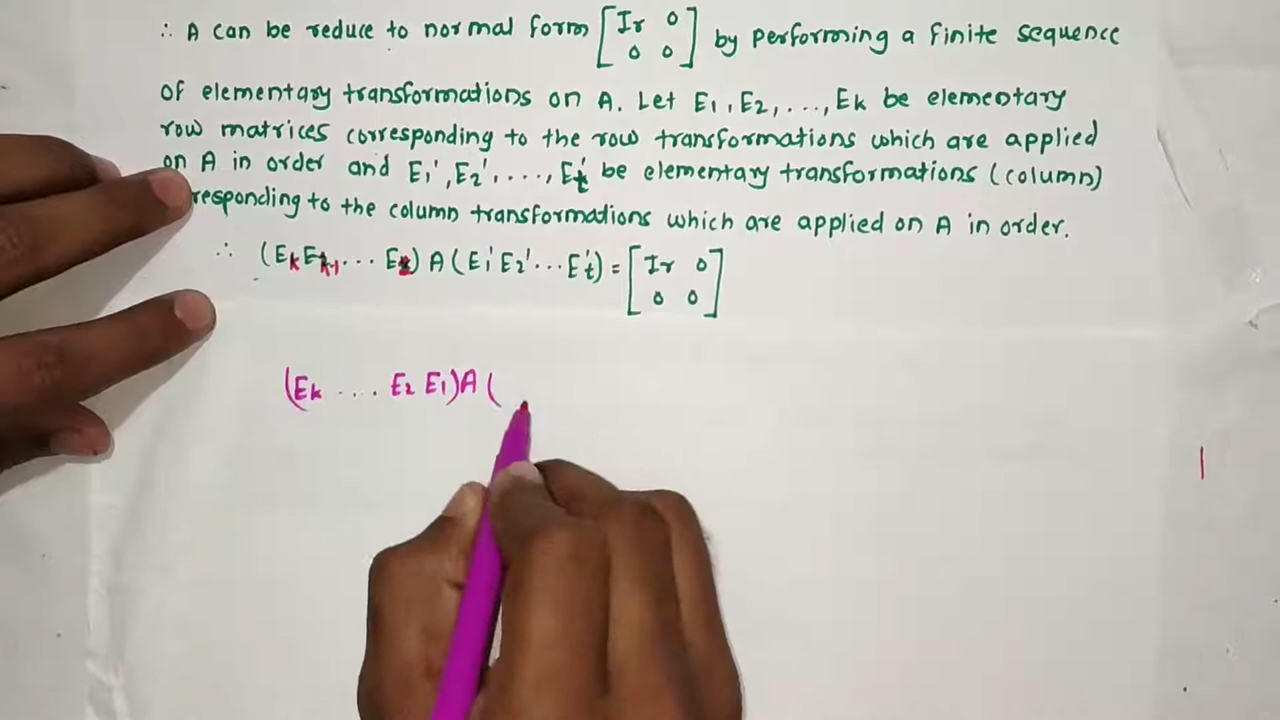 ∴ A can be reduce to normal form [Ir 0
0 0] by performing a finite sequence
of elementary transformations on A. Let E1, E2, ..., Ek be elementary
row matrices corresponding to the row transformations which are applied
on A in order and E1', E2', ...., Et' be elementary transformations (column)
responding to the column transformations which are applied on A in order.
∴ (Ek Ek-1 ... ) A (E1' E2' ... Et') = [Ir 0
0 0]
(Ek .... E2 E1) A (